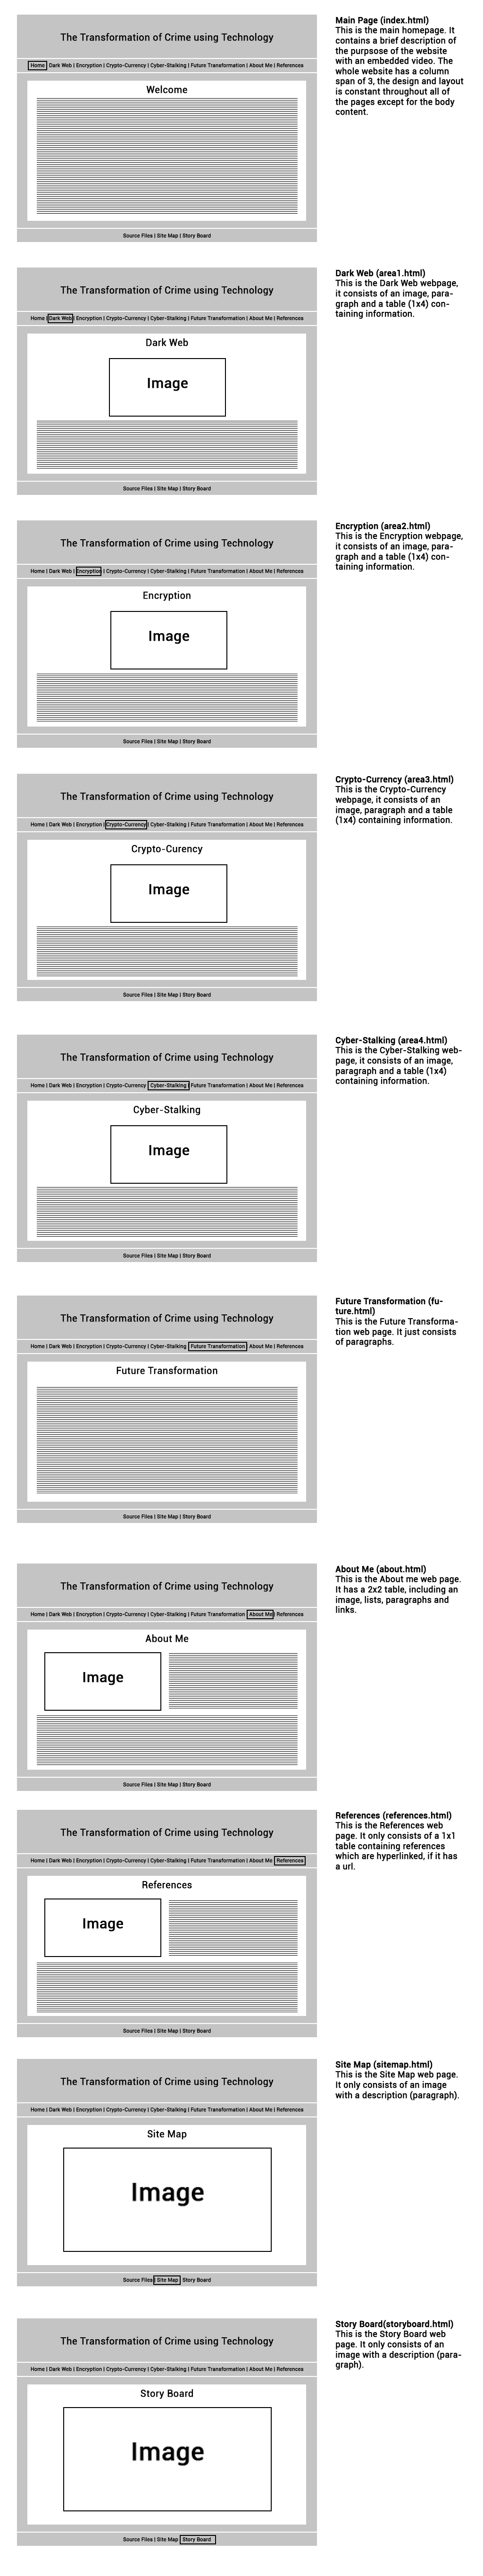 The Transformation of Crime using Technology
Home | Dark Web | Encryption | Crypto-Currency | Cyber-Stalking | Future Transformation | About Me | References
Welcome
Source Files | Site Map | Story Board
Main Page (index.html)
This is the main homepage. It
contains a brief description of
the purpsose of the website
with an embedded video. The
whole website has a column
span of 3, the design and layout
is constant throughout all of
the pages except for the body
content.
The Transformation of Crime using Technology
Home | Dark Web | Encryption | Crypto-Currency | Cyber-Stalking | Future Transformation | About Me | References
Dark Web
Image
Source Files | Site Map | Story Board
Dark Web (area1.html)
This is the Dark Web webpage,
it consists of an image, para-
graph and a table (1x4) con-
taining information.
The Transformation of Crime using Technology
Home | Dark Web | Encryption | Crypto-Currency | Cyber-Stalking | Future Transformation | About Me | References
Encryption
Image
Source Files | Site Map | Story Board
Encryption (area2.html)
This is the Encryption webpage,
it consists of an image, para-
graph and a table (1x4) con-
taining information.
The Transformation of Crime using Technology
Home | Dark Web | Encryption | Crypto-Currency | Cyber-Stalking | Future Transformation | About Me | References
Crypto-Curency
Image
Source Files | Site Map | Story Board
Crypto-Currency (area3.html)
This is the Crypto-Currency
webpage, it consists of an
image, paragraph and a table
(1x4) containing information.
The Transformation of Crime using Technology
Home | Dark Web | Encryption | Crypto-Currency | Cyber-Stalking | Future Transformation | About Me | References
Cyber-Stalking
Image
Source Files | Site Map | Story Board
Cyber-Stalking (area4.html)
This is the Cyber-Stalking web-
page, it consists of an image,
paragraph and a table (1x4)
containing information.
The Transformation of Crime using Technology
Home | Dark Web | Encryption | Crypto-Currency | Cyber-Stalking | Future Transformation | About Me | References
Future Transformation
Source Files | Site Map | Story Board
Future Transformation (fu-
ture.html)
This is the Future Transforma-
tion web page. It just consists
of paragraphs.
The Transformation of Crime using Technology
Home | Dark Web | Encryption | Crypto-Currency | Cyber-Stalking | Future Transformation | About Me | References
About Me
Image
Source Files | Site Map | Story Board
About Me (about.html)
This is the About me web page.
It has a 2x2 table, including an
image, lists, paragraphs and
links.
The Transformation of Crime using Technology
Home | Dark Web | Encryption | Crypto-Currency | Cyber-Stalking | Future Transformation | About Me | References
References
Image
Source Files | Site Map | Story Board
References (references.html)
This is the References web
page. It only consists of a 1x1
table containing references
which are hyperlinked, if it has
a url.
The Transformation of Crime using Technology
Home | Dark Web | Encryption | Crypto-Currency | Cyber-Stalking | Future Transformation | About Me | References
Site Map
Image
Source Files | Site Map | Story Board
Site Map (sitemap.html)
This is the Site Map web page.
It only consists of an image
with a description (paragraph).
The Transformation of Crime using Technology
Home | Dark Web | Encryption | Crypto-Currency | Cyber-Stalking | Future Transformation | About Me | References
Story Board
Image
Source Files | Site Map | Story Board
Story Board(storyboard.html)
This is the Story Board web
page. It only consists of an
image with a description (para-
graph).